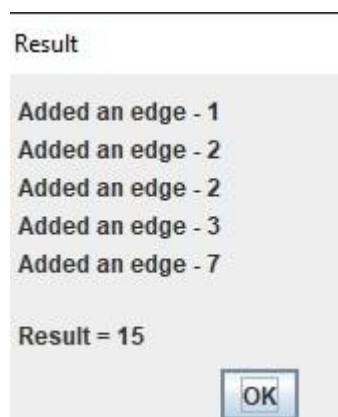 Result
Added an edge - 1
Added an edge - 2
Added an edge - 2
Added an edge - 3
Added an edge - 7
Result = 15
OK